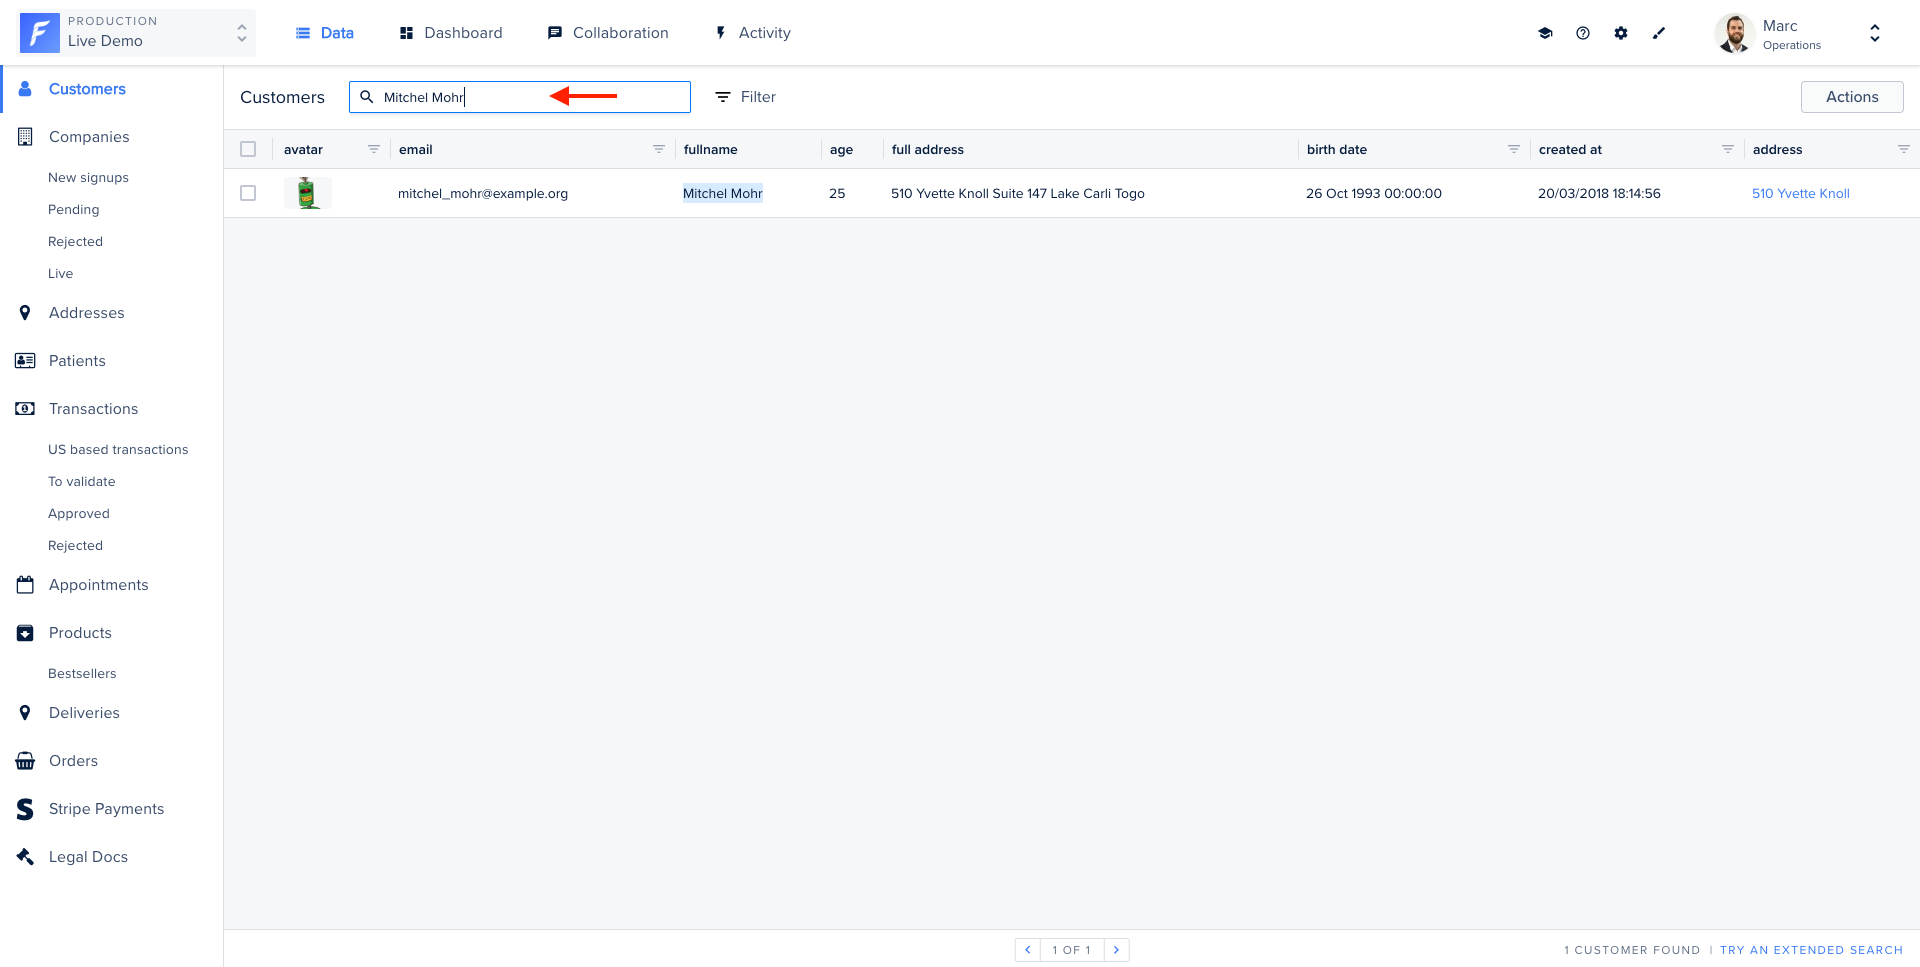 PRODUCTION
Live Demo
Data
Dashboard
Collaboration
Activity
Marc
Operations
Customers
Companies
New signups
Pending
Rejected
Live
Addresses
Patients
Transactions
US based transactions
To validate
Approved
Rejected
Appointments
Products
Bestsellers
Deliveries
Orders
Stripe Payments
Legal Docs
Customers
Mitchel Mohr
Filter
Actions
avatar email fullname age full address birth date created at address
mitchel_mohr@example.org Mitchel Mohr 25 510 Yvette Knoll Suite 147 Lake Carli Togo 26 Oct 1993 00:00:00 20/03/2018 18:14:56 510 Yvette Knoll
1 OF 1
1 CUSTOMER FOUND | TRY AN EXTENDED SEARCH